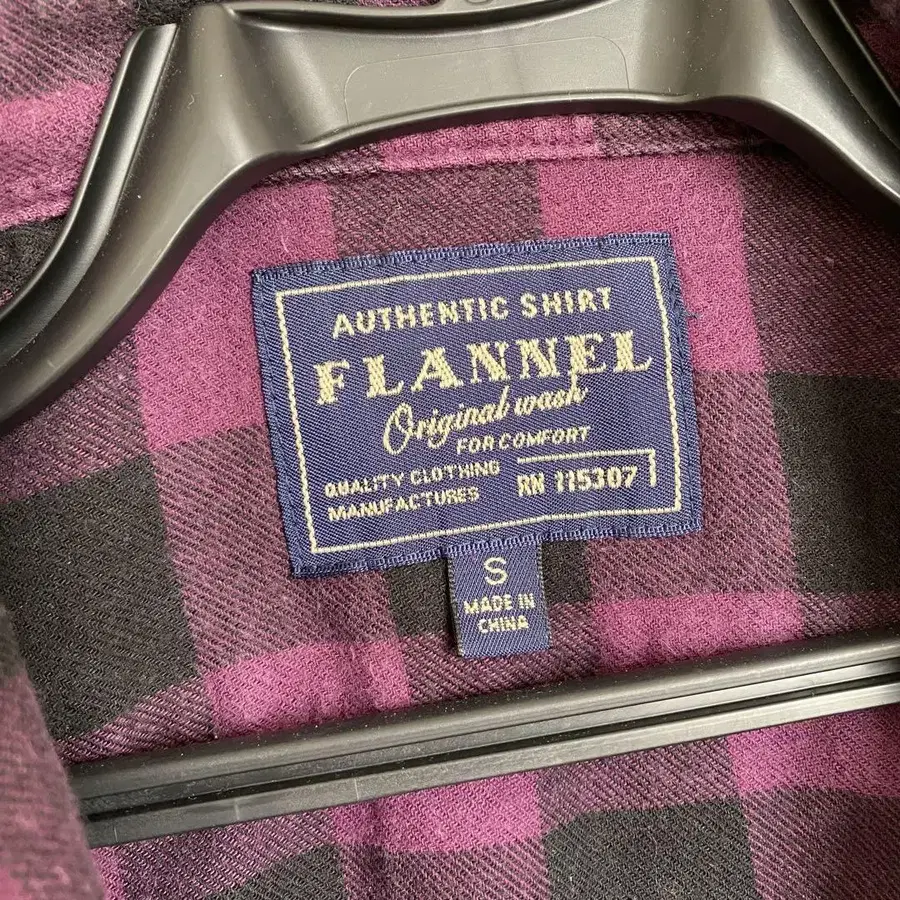 AUTHENTIC SHIRT
FLANNEL
Original wash
FOR COMFORT
QUALITY CLOTHING
MANUFACTURES
RN 115307
S
MADE IN
CHINA